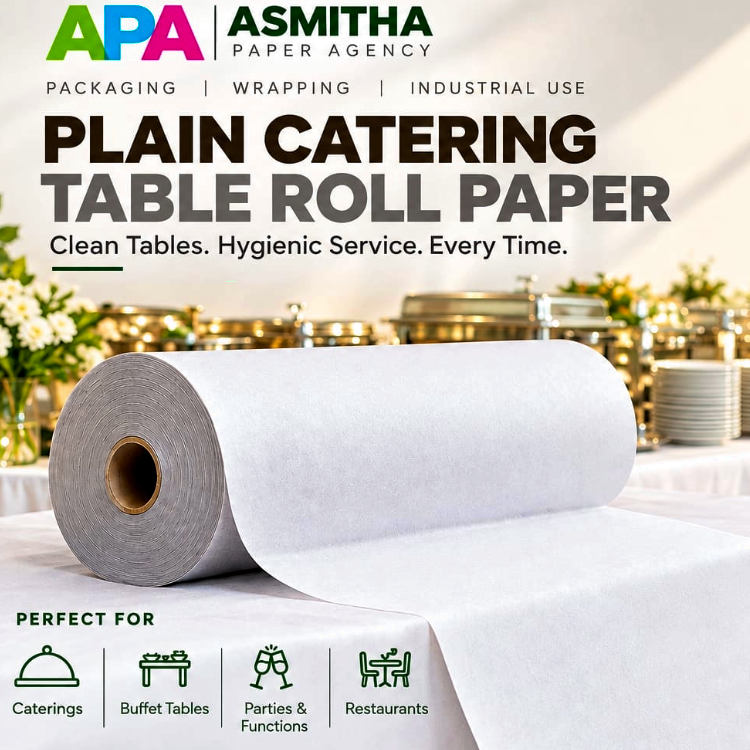 APA | ASMITHA
PAPER AGENCY
PACKAGING | WRAPPING | INDUSTRIAL USE
PLAIN CATERING
TABLE ROLL PAPER
Clean Tables. Hygienic Service. Every Time.
PERFECT FOR
Caterings
Buffet Tables
Parties &
Functions
Restaurants